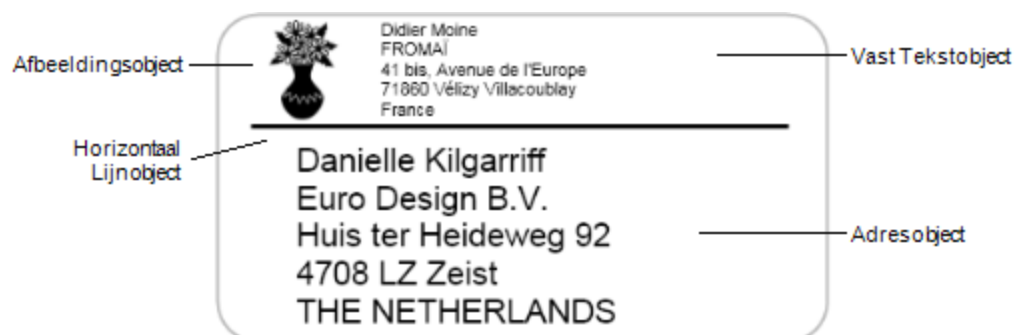 Afbeeldingsobject
Didier Moine
FROMAÏ
41 bis, Avenue de l'Europe
71860 Vélizy Villacoublay
France
Vast Tekstobject
Horizontaal
Lijnobject
Danielle Kilgarriff
Euro Design B.V.
Huis ter Heideweg 92
4708 LZ Zeist
THE NETHERLANDS
Adresobject